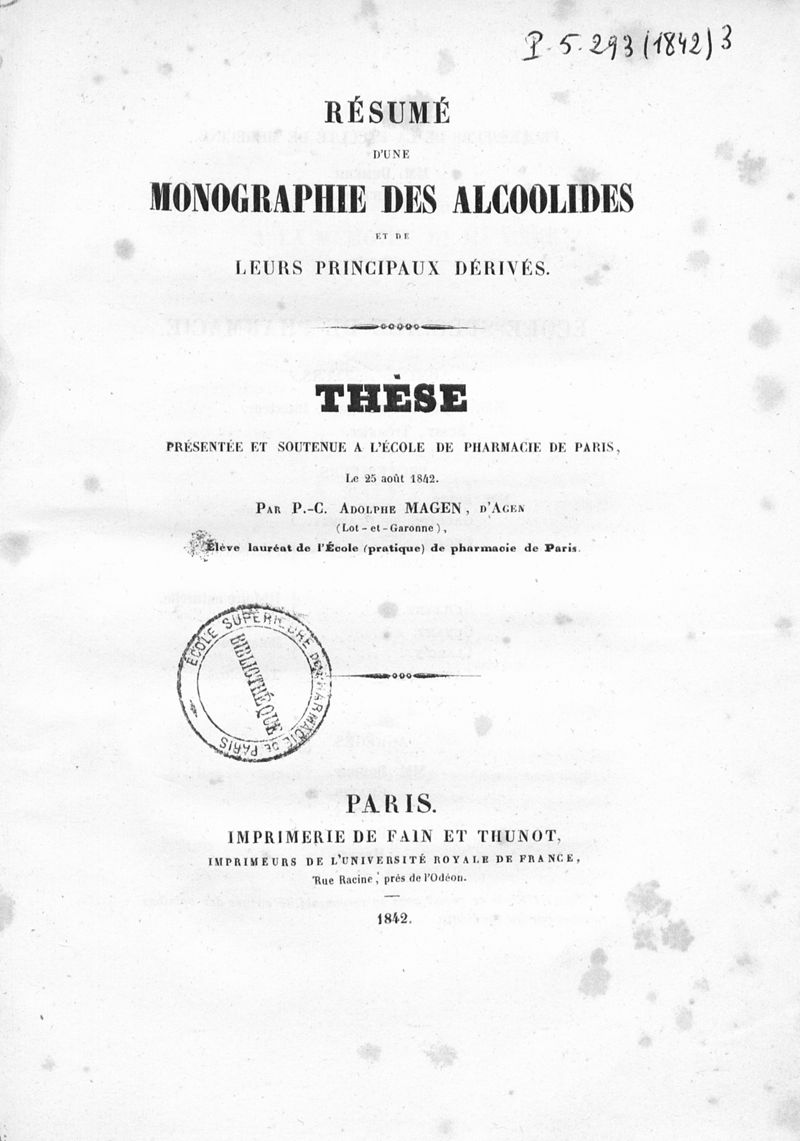 P. 5. 293 (1842) 3
RÉSUMÉ
D'UNE
MONOGRAPHIE DES ALCOOLIDES
ET DE
LEURS PRINCIPAUX DÉRIVÉS.
THÈSE
PRÉSENTÉE ET SOUTENUE A L'ÉCOLE DE PHARMACIE DE PARIS,
Le 25 août 1842.
PAR P.-C. ADOLPHE MAGEN, D'AGEN
(Lot-et-Garonne),
Élève lauréat de l'École (pratique) de pharmacie de Paris.
ÉCOLE SUPÉRIEURE DE PHARMACIE DE PARIS
BIBLIOTHÈQUE
PARIS.
IMPRIMERIE DE FAIN ET THUNOT,
IMPRIMEURS DE L'UNIVERSITÉ ROYALE DE FRANCE,
Rue Racine, près de l'Odéon.
1842.